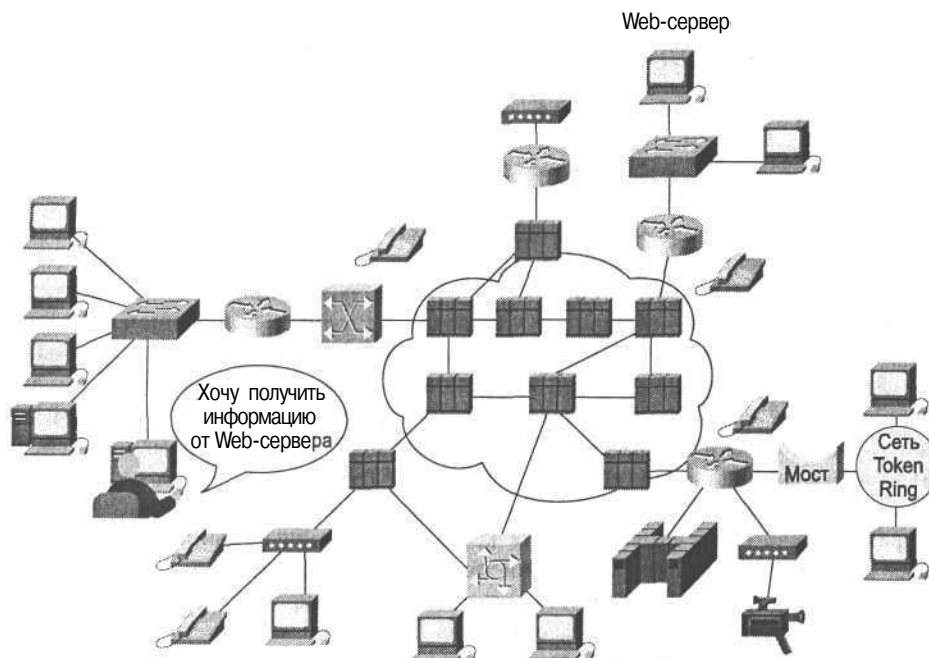 Web-сервер
Хочу получить
информацию
от Web-сервера
Мост
Сеть
Token
Ring